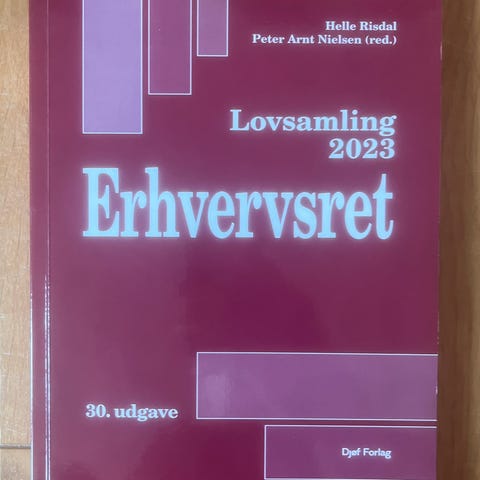 Helle Risdal
Peter Arnt Nielsen (red.)
Lovsamling
2023
Erhvervsret
30. udgave
Djøf Forlag